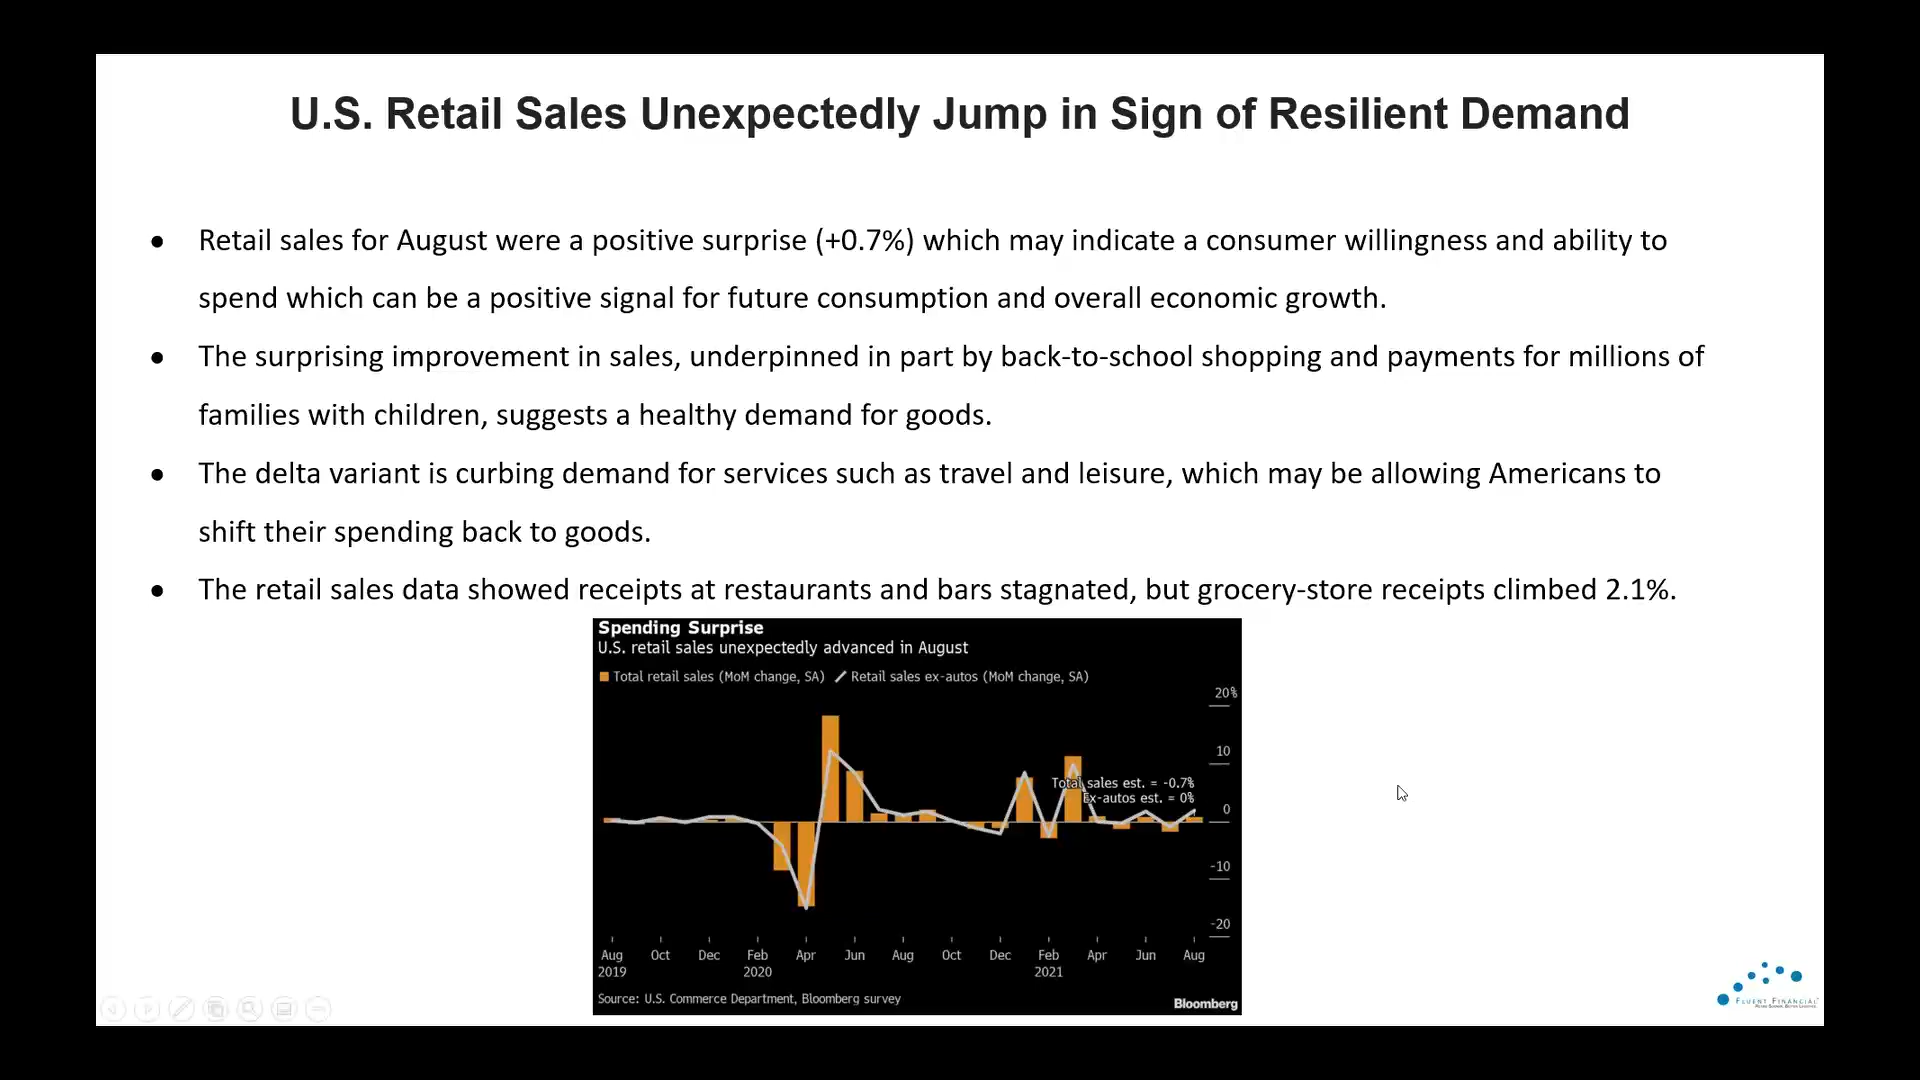 U.S. Retail Sales Unexpectedly Jump in Sign of Resilient Demand
● Retail sales for August were a positive surprise (+0.7%) which may indicate a consumer willingness and ability to
spend which can be a positive signal for future consumption and overall economic growth.
● The surprising improvement in sales, underpinned in part by back-to-school shopping and payments for millions of
families with children, suggests a healthy demand for goods.
● The delta variant is curbing demand for services such as travel and leisure, which may be allowing Americans to
shift their spending back to goods.
● The retail sales data showed receipts at restaurants and bars stagnated, but grocery-store receipts climbed 2.1%.
Spending Surprise
U.S. retail sales unexpectedly advanced in August
Total retail sales (MoM change, SA) Retail sales ex-autos (MoM change, SA)
20%
10
Total sales est. = -0.7%
Ex-autos est. = 0%
0
-10
-20
Aug Oct Dec Feb Apr Jun Aug Oct Dec Feb Apr Jun Aug
2019 2020 2021
Source: U.S. Commerce Department, Bloomberg survey
Bloomberg
FLUENT FINANCIAL